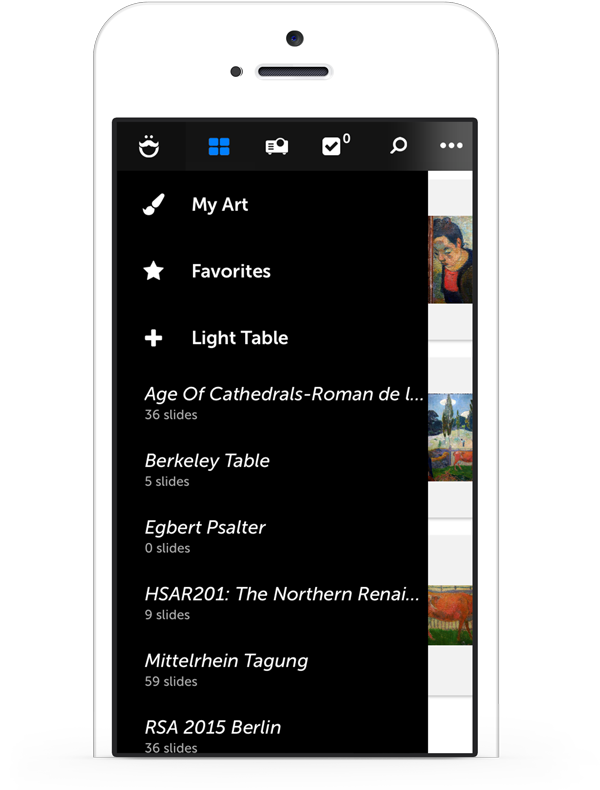 0
My Art
Favorites
Light Table
Age Of Cathedrals-Roman de l...
36 slides
Berkeley Table
5 slides
Egbert Psalter
0 slides
HSAR201: The Northern Renai...
9 slides
Mittelrhein Tagung
59 slides
RSA 2015 Berlin
36 slides